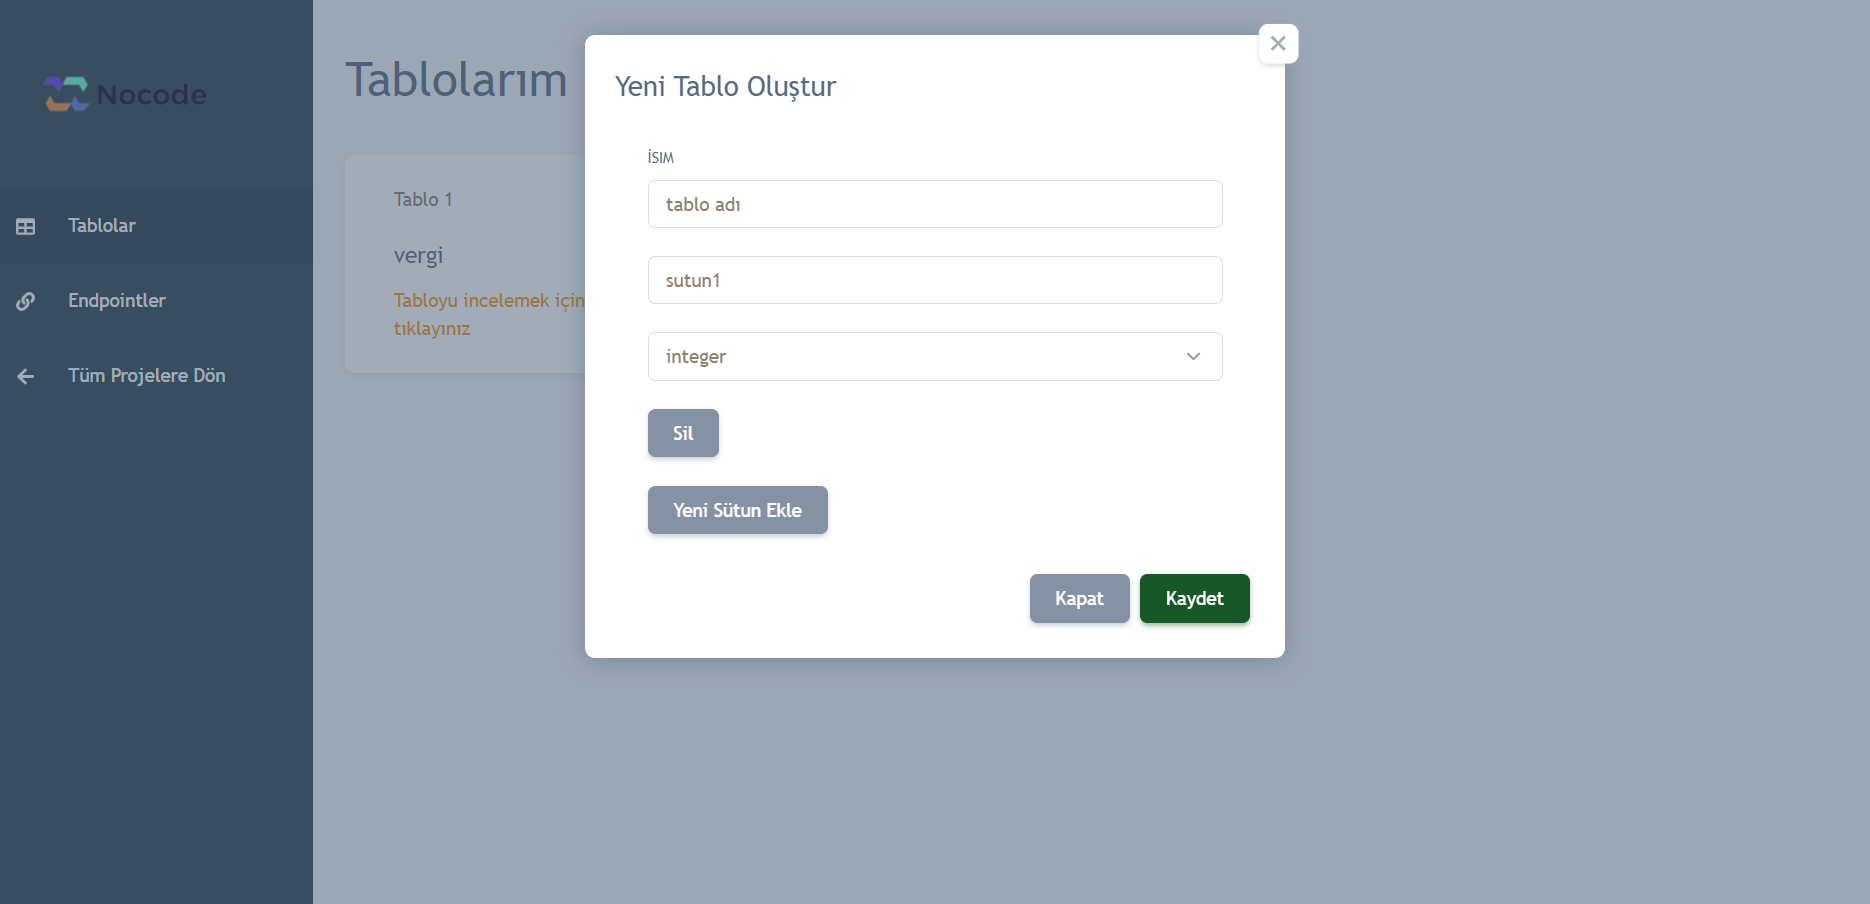 Nocode
Tablolar
Endpointler
Tüm Projelere Dön
Tablolarım
Tablo 1
vergi
Tabloyu incelemek için
tıklayınız
Yeni Tablo Oluştur
İSIM
tablo adı
sutun1
integer
Sil
Yeni Sütun Ekle
Kapat
Kaydet